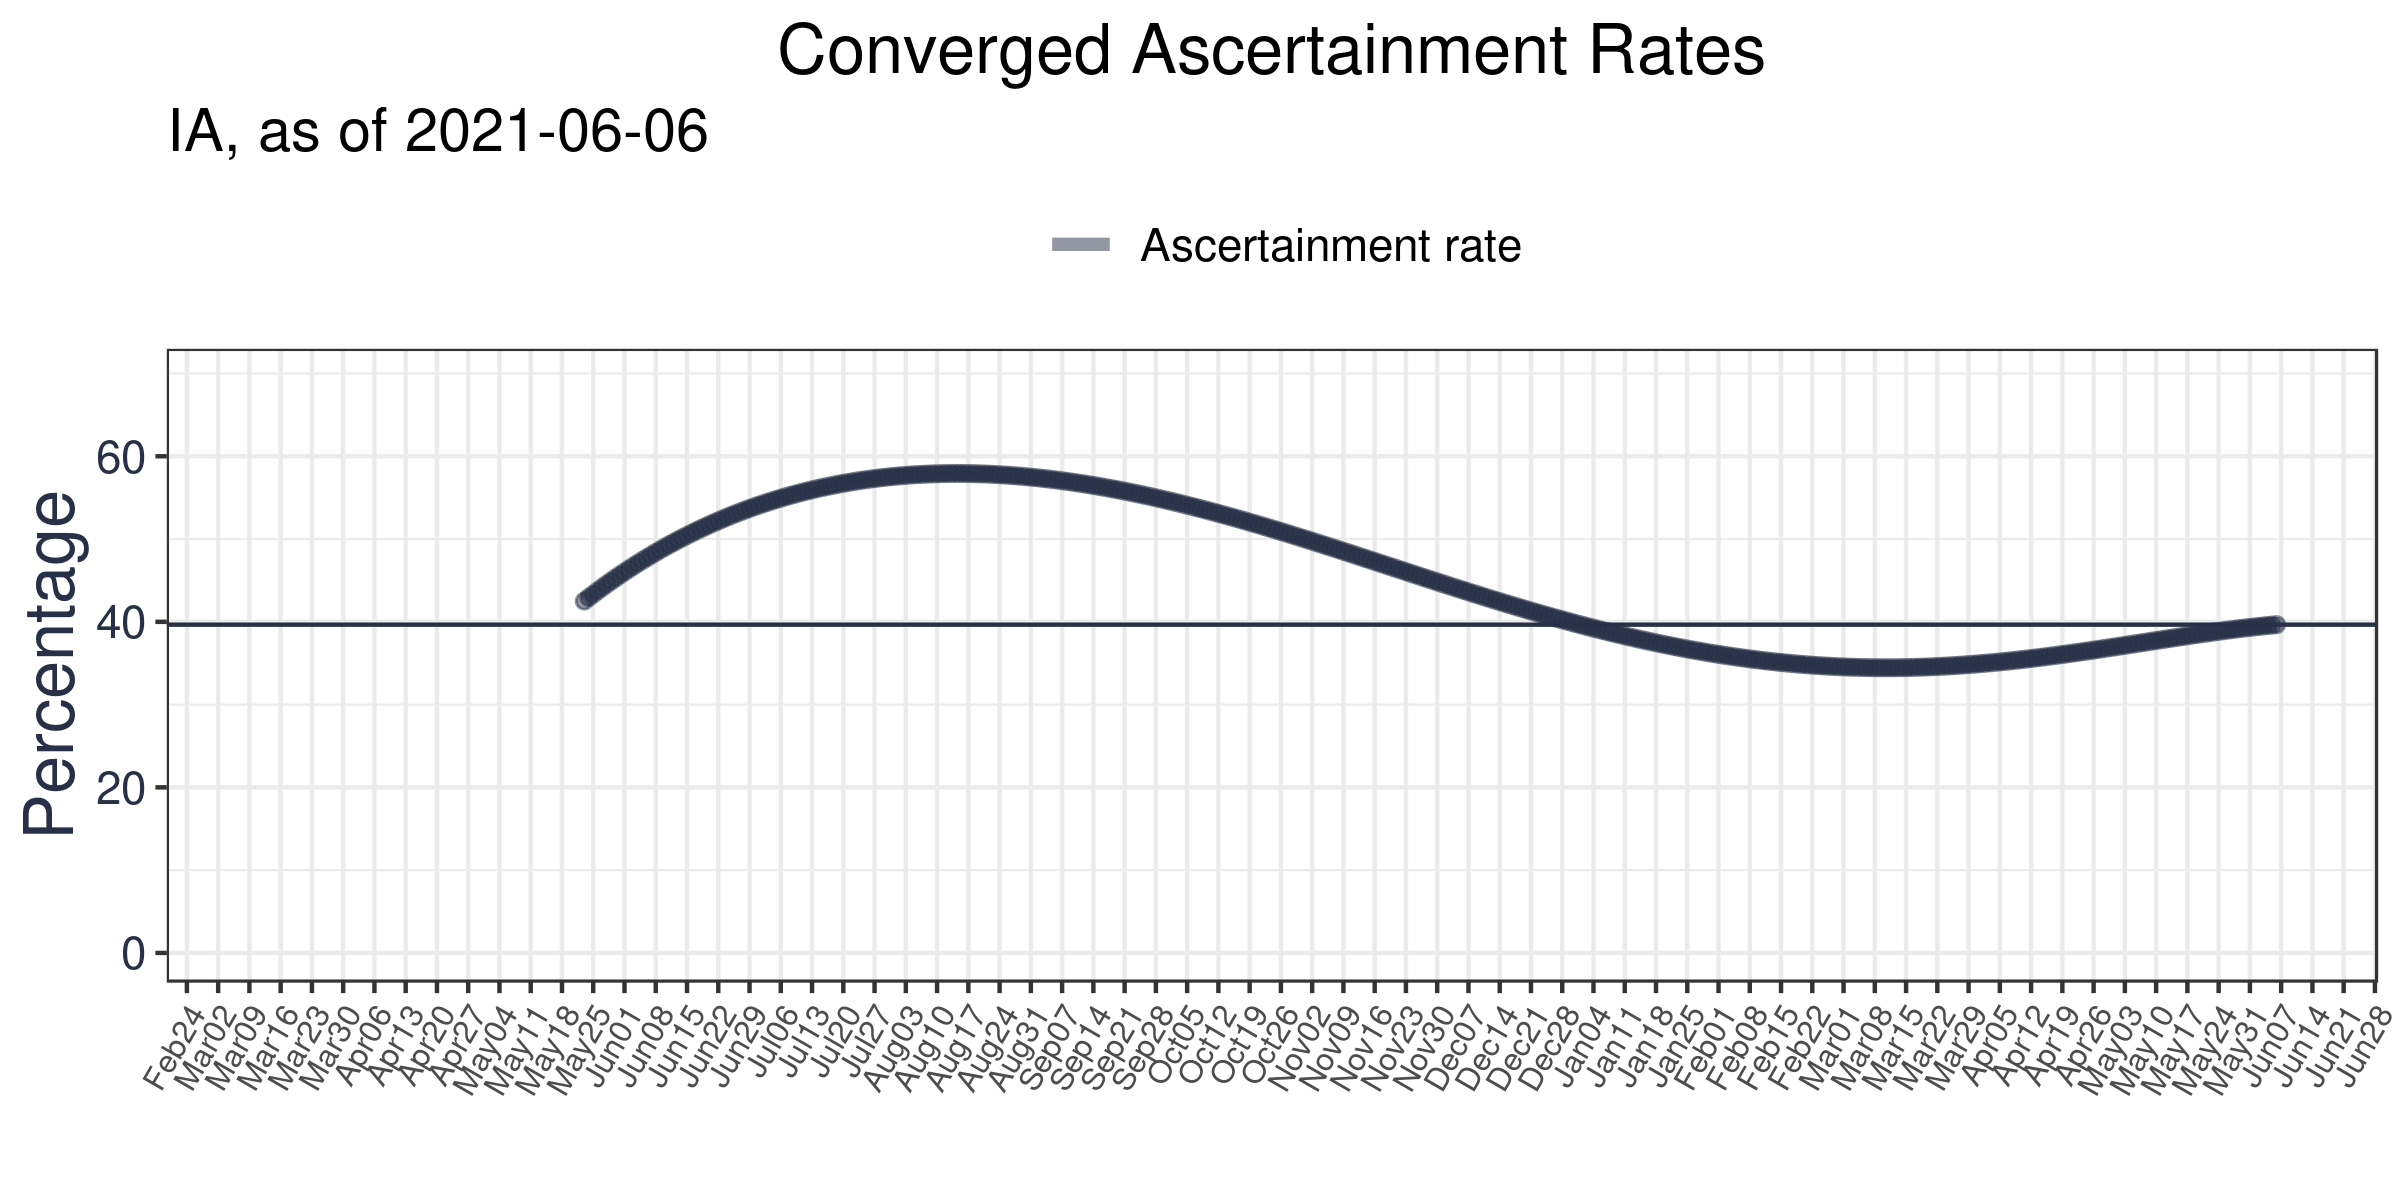 Converged Ascertainment Rates
IA, as of 2021-06-06
Ascertainment rate
Percentage
60
40
20
0
Feb24 Mar02 Mar09 Mar16 Mar23 Mar30 Apr06 Apr13 Apr20 Apr27 May04 May11 May18 May25 Jun01 Jun08 Jun15 Jun22 Jun29 Jul06 Jul13 Jul20 Jul27 Aug03 Aug10 Aug17 Aug24 Aug31 Sep07 Sep14 Sep21 Sep28 Oct05 Oct12 Oct19 Oct26 Nov02 Nov09 Nov16 Nov23 Nov30 Dec07 Dec14 Dec21 Dec28 Jan04 Jan11 Jan18 Jan25 Feb01 Feb08 Feb15 Feb22 Mar01 Mar08 Mar15 Mar22 Mar29 Apr05 Apr12 Apr19 Apr26 May03 May10 May17 May24 May31 Jun07 Jun14 Jun21 Jun28